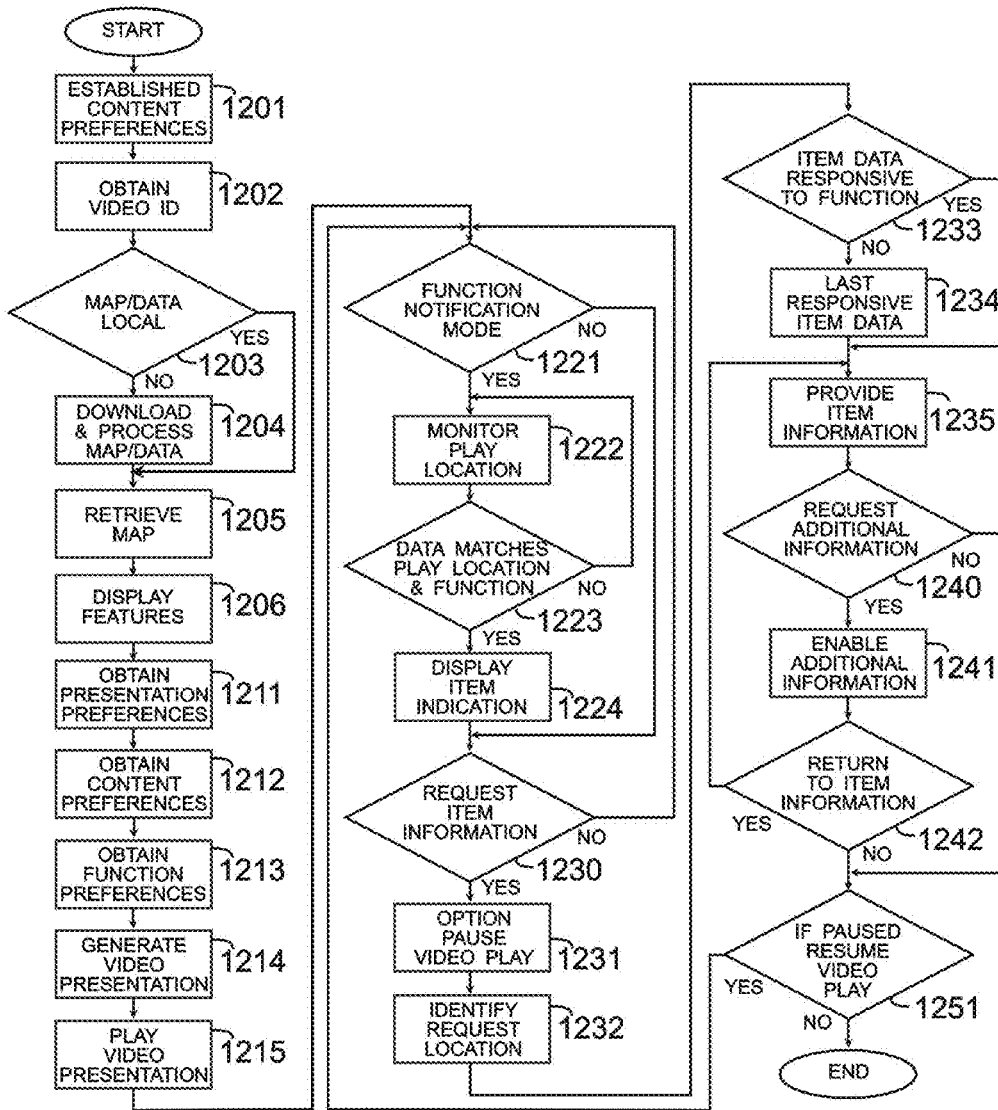 START
ESTABLISHED
CONTENT
PREFERENCES
1201
OBTAIN
VIDEO ID
1202
MAP/DATA
LOCAL
YES
1203
NO
DOWNLOAD
& PROCESS
MAP/DATA
1204
RETRIEVE
MAP
1205
DISPLAY
FEATURES
1206
OBTAIN
PRESENTATION
PREFERENCES
1211
OBTAIN
CONTENT
PREFERENCES
1212
OBTAIN
FUNCTION
PREFERENCES
1213
GENERATE
VIDEO
PRESENTATION
1214
PLAY
VIDEO
PRESENTATION
1215
FUNCTION
NOTIFICATION
MODE
NO
1221
YES
MONITOR
PLAY
LOCATION
1222
DATA MATCHES
PLAY LOCATION
& FUNCTION
NO
1223
YES
DISPLAY
ITEM
INDICATION
1224
REQUEST
ITEM
INFORMATION
NO
1230
YES
OPTION
PAUSE
VIDEO PLAY
1231
IDENTIFY
REQUEST
LOCATION
1232
ITEM DATA
RESPONSIVE
TO FUNCTION
YES
1233
NO
LAST
RESPONSIVE
ITEM DATA
1234
PROVIDE
ITEM
INFORMATION
1235
REQUEST
ADDITIONAL
INFORMATION
NO
1240
YES
ENABLE
ADDITIONAL
INFORMATION
1241
RETURN
TO ITEM
INFORMATION
YES
1242
NO
IF PAUSED
RESUME
VIDEO
PLAY
YES
1251
NO
END